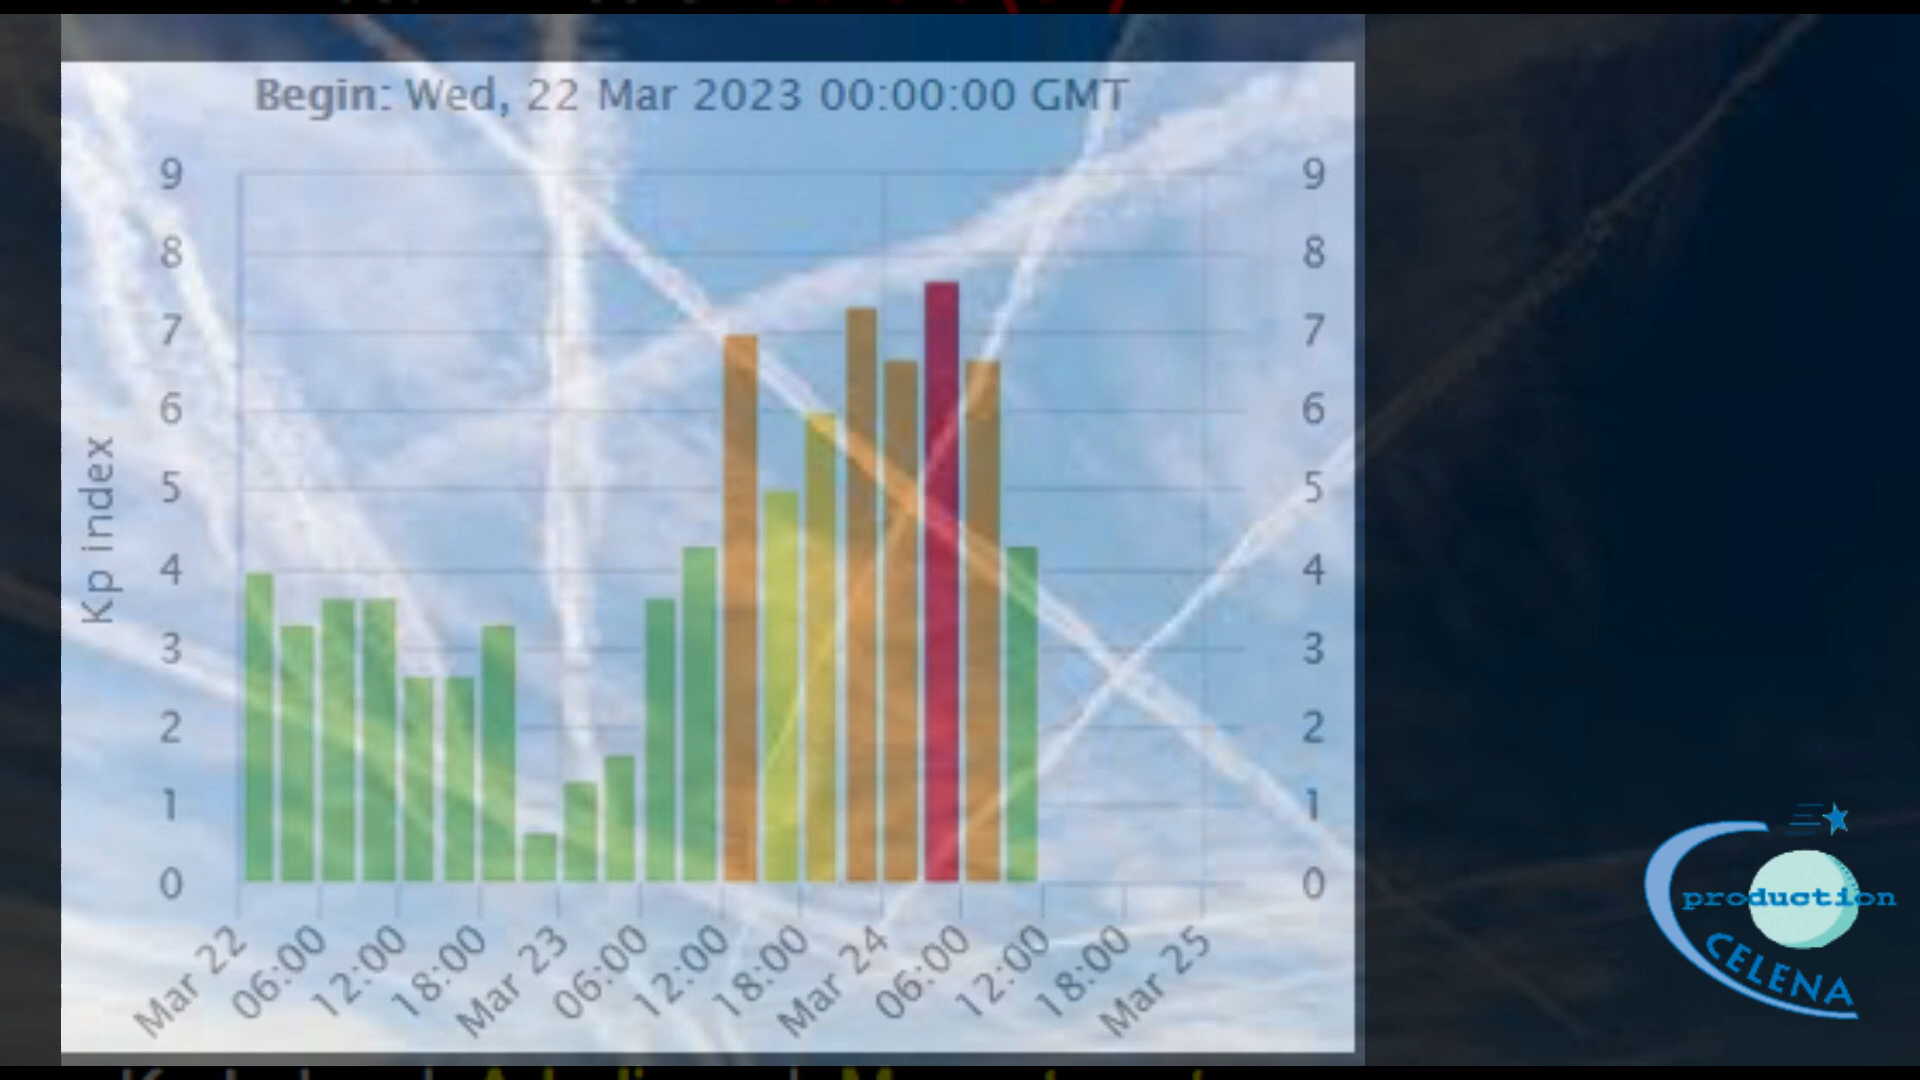 Begin: Wed, 22 Mar 2023 00:00:00 GMT
9 9
8 8
7 7
6 6
5 5
4 4
3 3
2 2
1 1
0 0
Kp index
Mar 22 06:00 12:00 18:00 Mar 23 06:00 12:00 18:00 Mar 24 06:00 12:00 18:00 Mar 25
production
CELENA